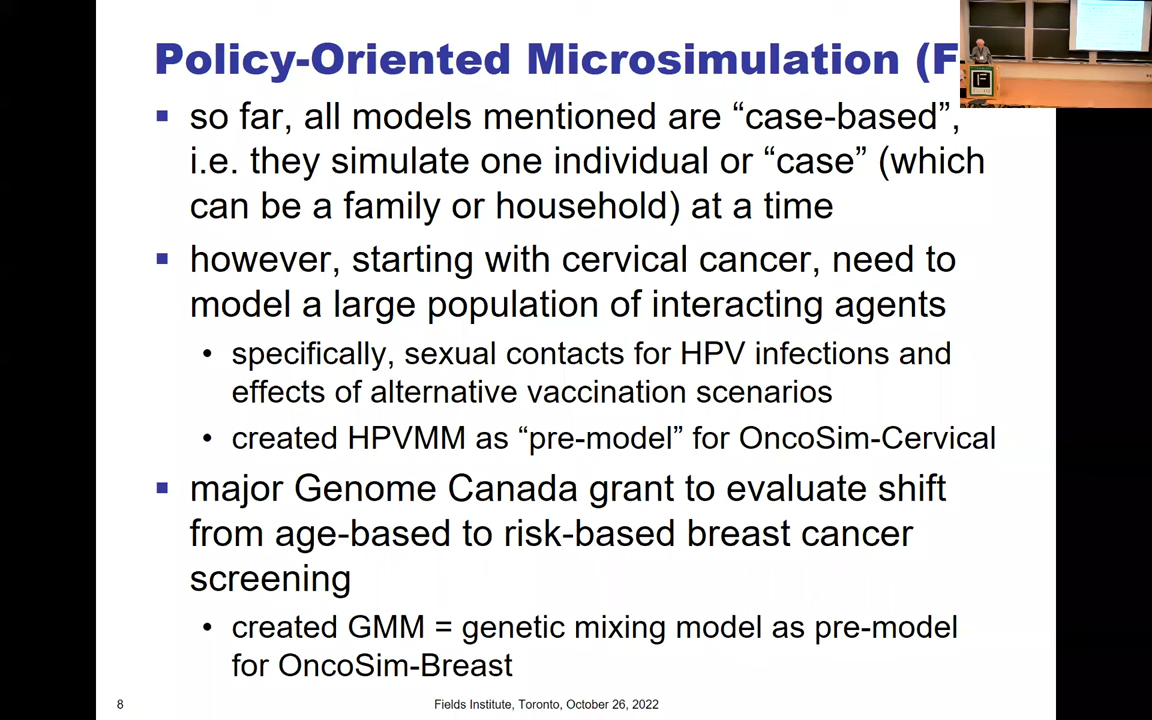 Policy-Oriented Microsimulation (F
so far, all models mentioned are “case-based”,
i.e. they simulate one individual or “case” (which
can be a family or household) at a time
however, starting with cervical cancer, need to
model a large population of interacting agents
specifically, sexual contacts for HPV infections and
effects of alternative vaccination scenarios
created HPVMM as “pre-model” for OncoSim-Cervical
major Genome Canada grant to evaluate shift
from age-based to risk-based breast cancer
screening
created GMM = genetic mixing model as pre-model
for OncoSim-Breast
8
Fields Institute, Toronto, October 26, 2022